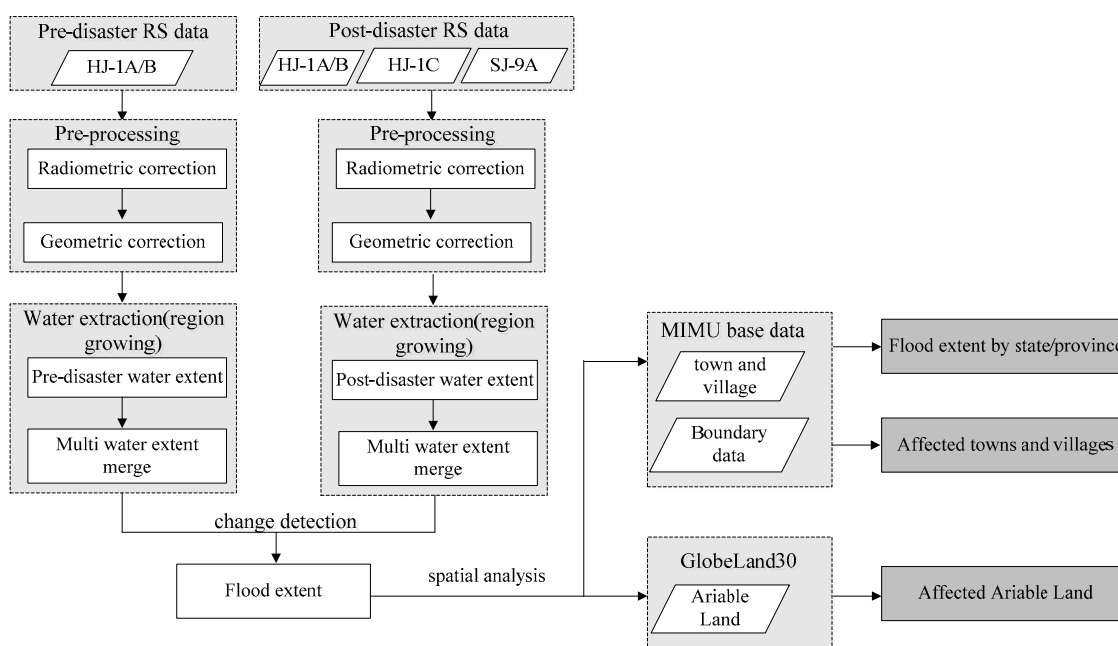 Pre-disaster RS data
HJ-1A/B
Post-disaster RS data
HJ-1A/B
HJ-1C
SJ-9A
Pre-processing
Radiometric correction
Geometric correction
Pre-processing
Radiometric correction
Geometric correction
Water extraction(region
growing)
Pre-disaster water extent
Multi water extent
merge
Water extraction(region
growing)
Post-disaster water extent
Multi water extent
merge
change detection
Flood extent
spatial analysis
MIMU base data
town and
village
Boundary
data
Flood extent by state/province
Affected towns and villages
GlobeLand30
Ariable
Land
Affected Ariable Land